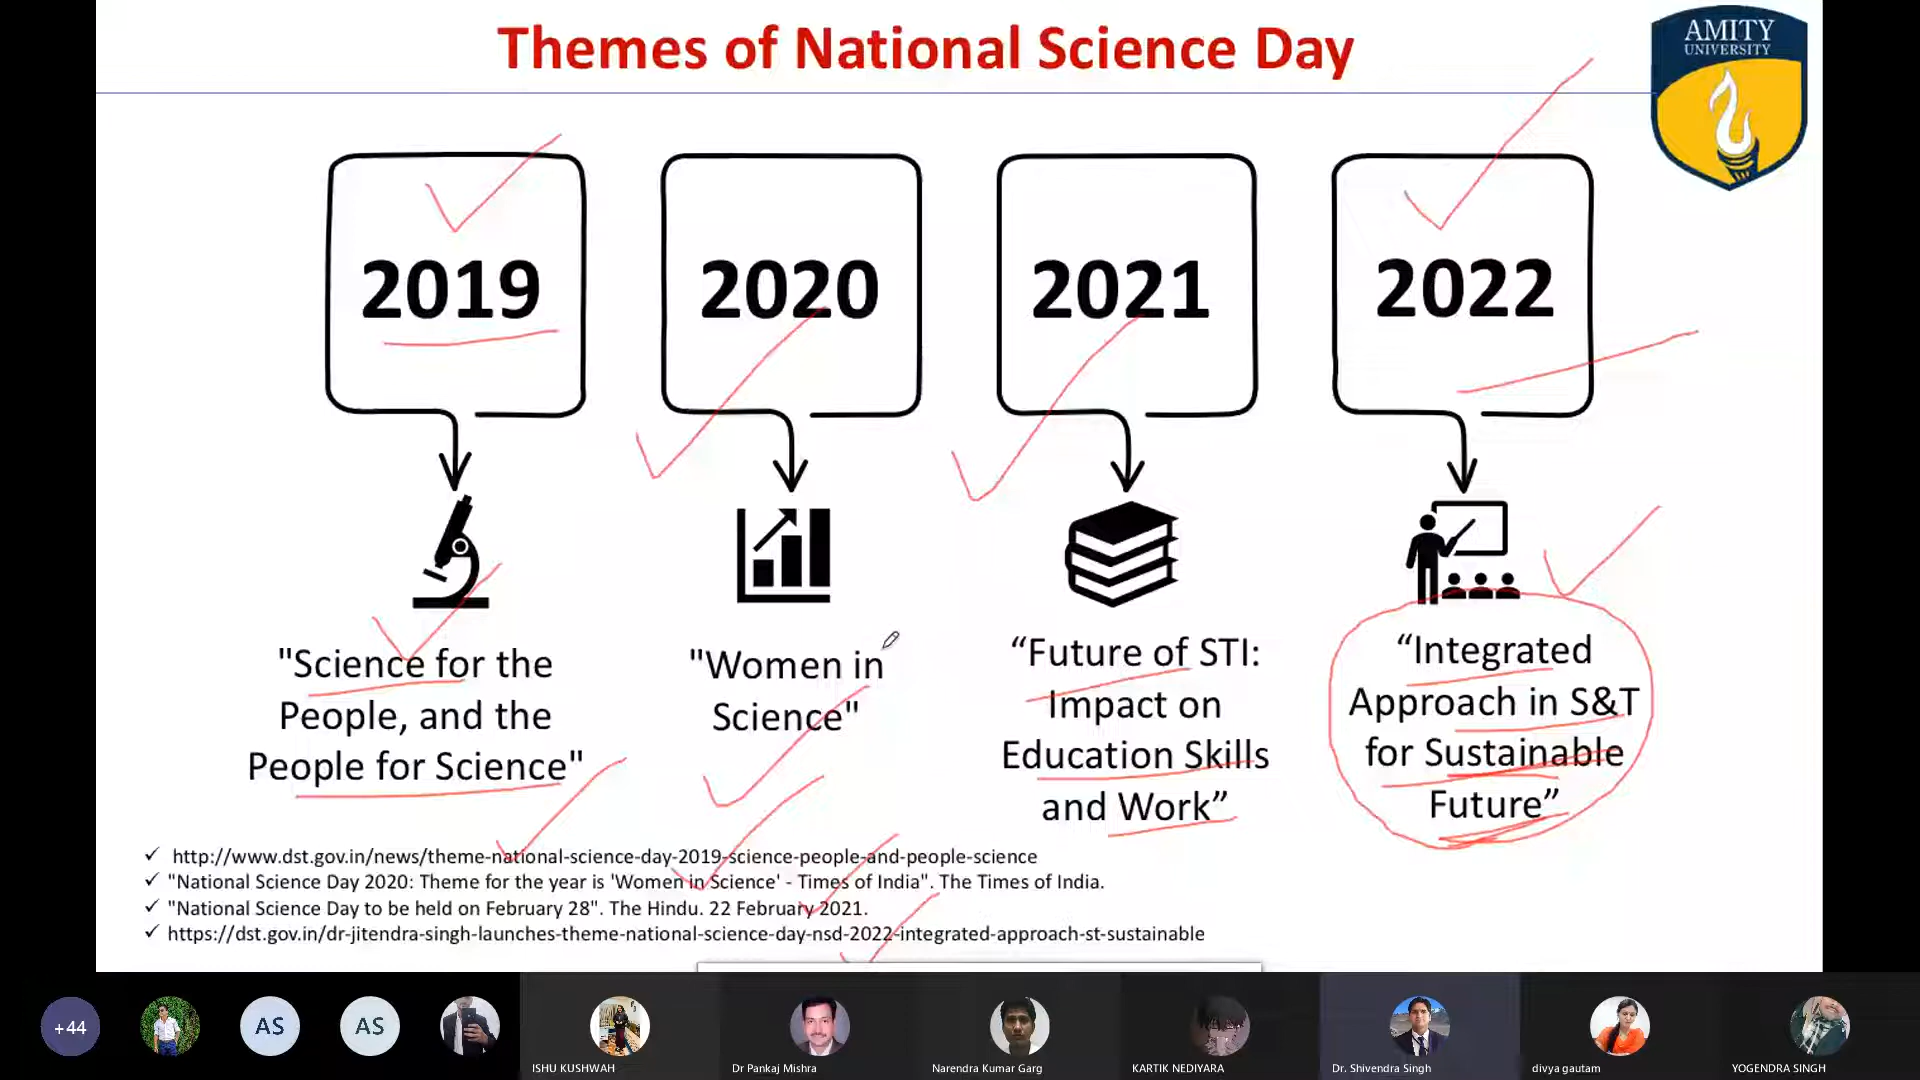 Themes of National Science Day
AMITY
UNIVERSITY
2019
2020
2021
2022
"Science for the
People, and the
People for Science"
"Women in
Science"
“Future of STI:
Impact on
Education Skills
and Work”
“Integrated
Approach in S&T
for Sustainable
Future”
✓ http://www.dst.gov.in/news/theme-national-science-day-2019-science-people-and-people-science
✓ "National Science Day 2020: Theme for the year is 'Women in Science' - Times of India". The Times of India.
✓ "National Science Day to be held on February 28". The Hindu. 22 February 2021.
✓ https://dst.gov.in/dr-jitendra-singh-launches-theme-national-science-day-nsd-2022-integrated-approach-st-sustainable
+44
AS
AS
ISHU KUSHWAH
Dr Pankaj Mishra
Narendra Kumar Garg
KARTIK NEDIYARA
Dr. Shivendra Singh
divya gautam
YOGENDRA SINGH